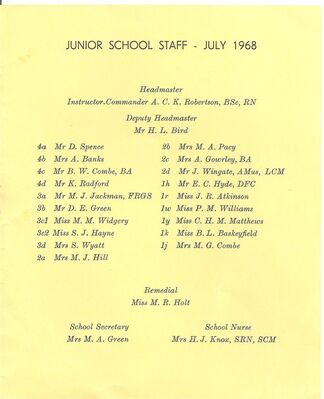 JUNIOR SCHOOL STAFF - JULY 1968
Headmaster
Instructor.Commander A. C. K. Robertson, BSc, RN
Deputy Headmaster
Mr H. L. Bird
4a Mr D. Spence
4b Mrs A. Banks
4c Mr B. W. Combe, BA
4d Mr K. Radford
3a Mr M. J. Jackman, FRGS
3b Mr D. E. Green
3c1 Miss M. M. Widgery
3c2 Miss S. J. Hayne
3d Mrs S. Wyatt
2a Mrs M. J. Hill
2b Mrs M. A. Pacy
2c Mrs A. Gowrley, BA
2d Mr J. Wingate, AMus, LCM
1h Mr E. C. Hyde, DFC
1r Miss J. R. Atkinson
1w Miss P. M. Williams
1y Miss C. H. M. Matthews
1k Miss B. L. Baskeyfield
1j Mrs M. G. Combe
Remedial
Miss M. R. Holt
School Secretary
Mrs M. A. Green
School Nurse
Mrs H. J. Knox, SRN, SCM